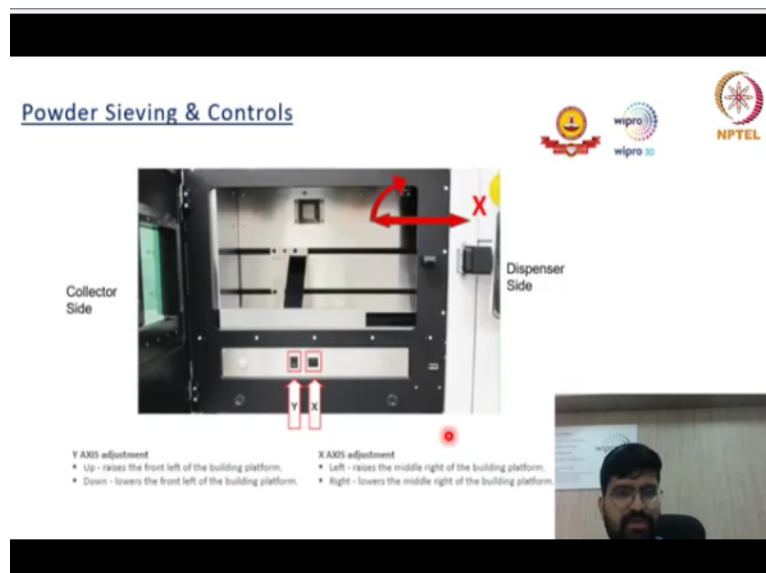 Powder Sieving & Controls
wipro
wipro 3D
NPTEL
X
Collector
Side
Dispenser
Side
Y
X
Y AXIS adjustment
Up - raises the front left of the building platform.
Down - lowers the front left of the building platform.
X AXIS adjustment
Left - raises the middle right of the building platform.
Right - lowers the middle right of the building platform.